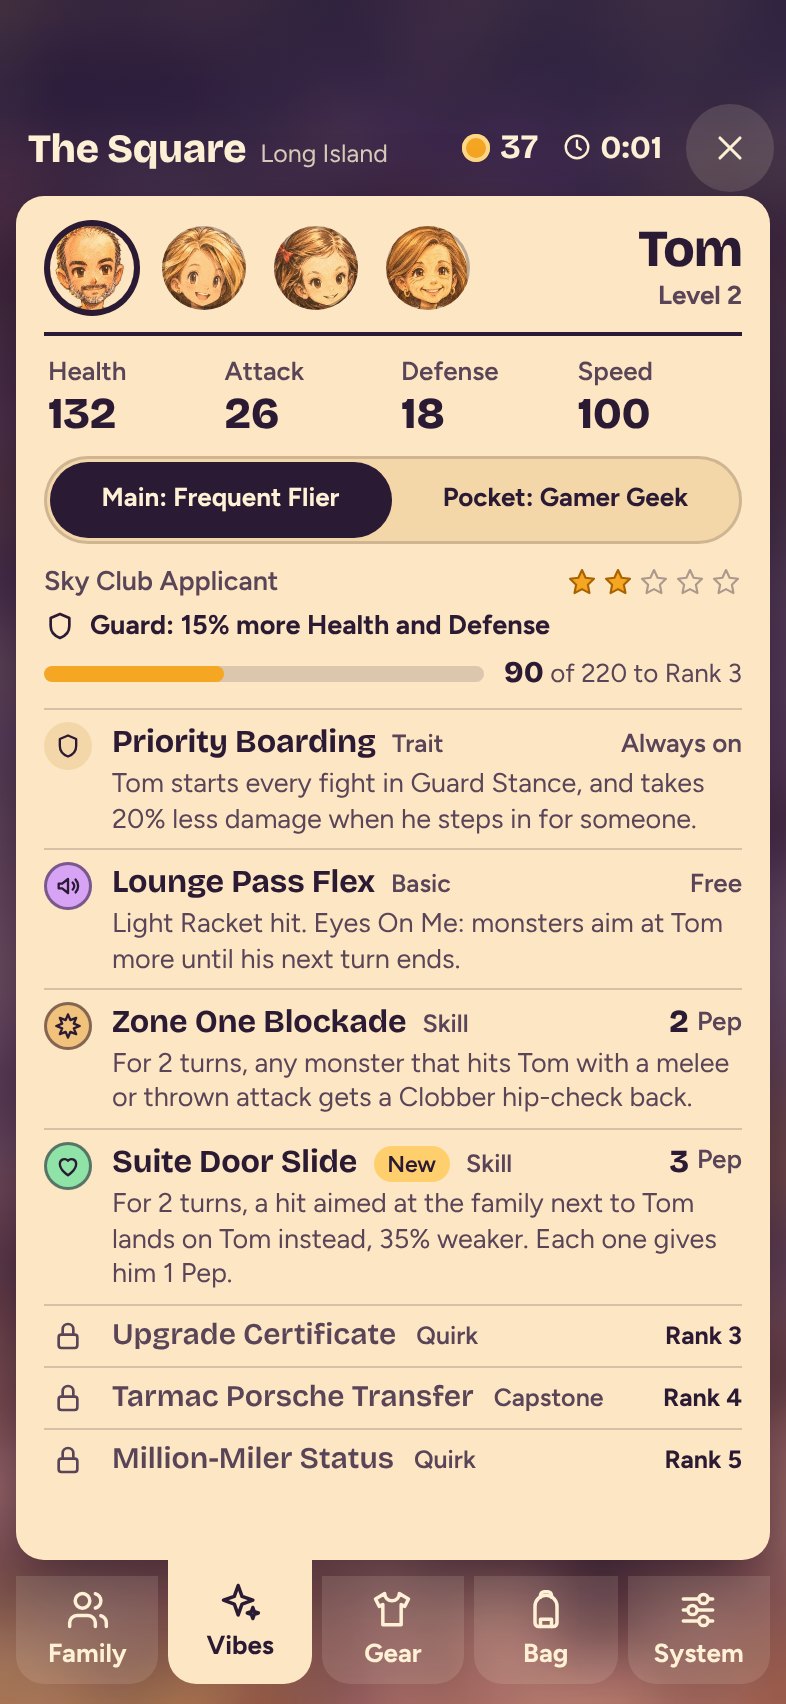 The Square Long Island 37 0:01
Tom
Level 2
Health Attack Defense Speed
132 26 18 100
Main: Frequent Flier Pocket: Gamer Geek
Sky Club Applicant
Guard: 15% more Health and Defense
90 of 220 to Rank 3
Priority Boarding Trait Always on
Tom starts every fight in Guard Stance, and takes
20% less damage when he steps in for someone.
Lounge Pass Flex Basic Free
Light Racket hit. Eyes On Me: monsters aim at Tom
more until his next turn ends.
Zone One Blockade Skill 2 Pep
For 2 turns, any monster that hits Tom with a melee
or thrown attack gets a Clobber hip-check back.
Suite Door Slide New Skill 3 Pep
For 2 turns, a hit aimed at the family next to Tom
lands on Tom instead, 35% weaker. Each one gives
him 1 Pep.
Upgrade Certificate Quirk Rank 3
Tarmac Porsche Transfer Capstone Rank 4
Million-Miler Status Quirk Rank 5
Family Vibes Gear Bag System